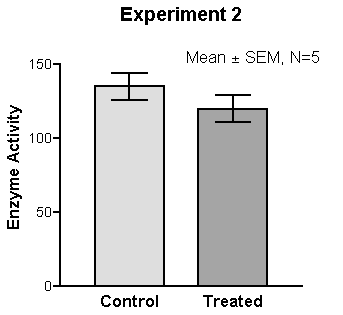 Experiment 2
Mean ± SEM, N=5
Enzyme Activity
150
100
50
0
Control
Treated